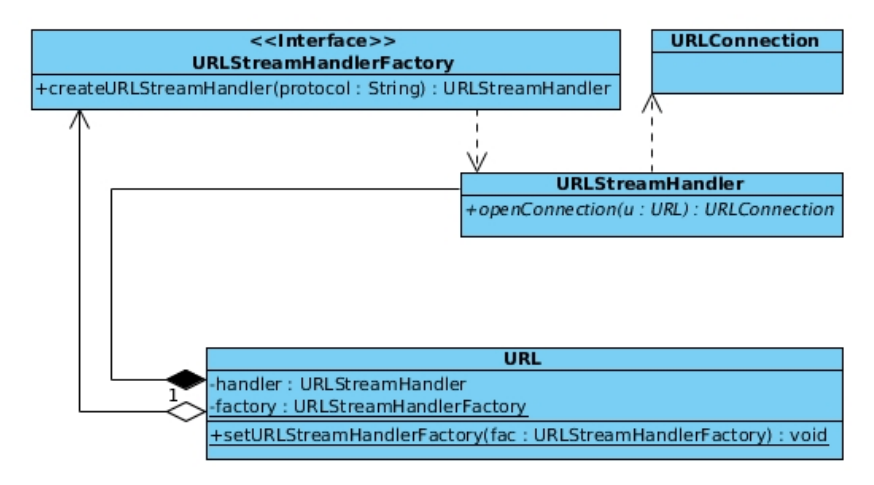 <<Interface>>
URLStreamHandlerFactory
+createURLStreamHandler(protocol : String) : URLStreamHandler
URLConnection
URLStreamHandler
+openConnection(u : URL) : URLConnection
URL
-handler : URLStreamHandler
1
-factory : URLStreamHandlerFactory
+setURLStreamHandlerFactory(fac : URLStreamHandlerFactory) : void